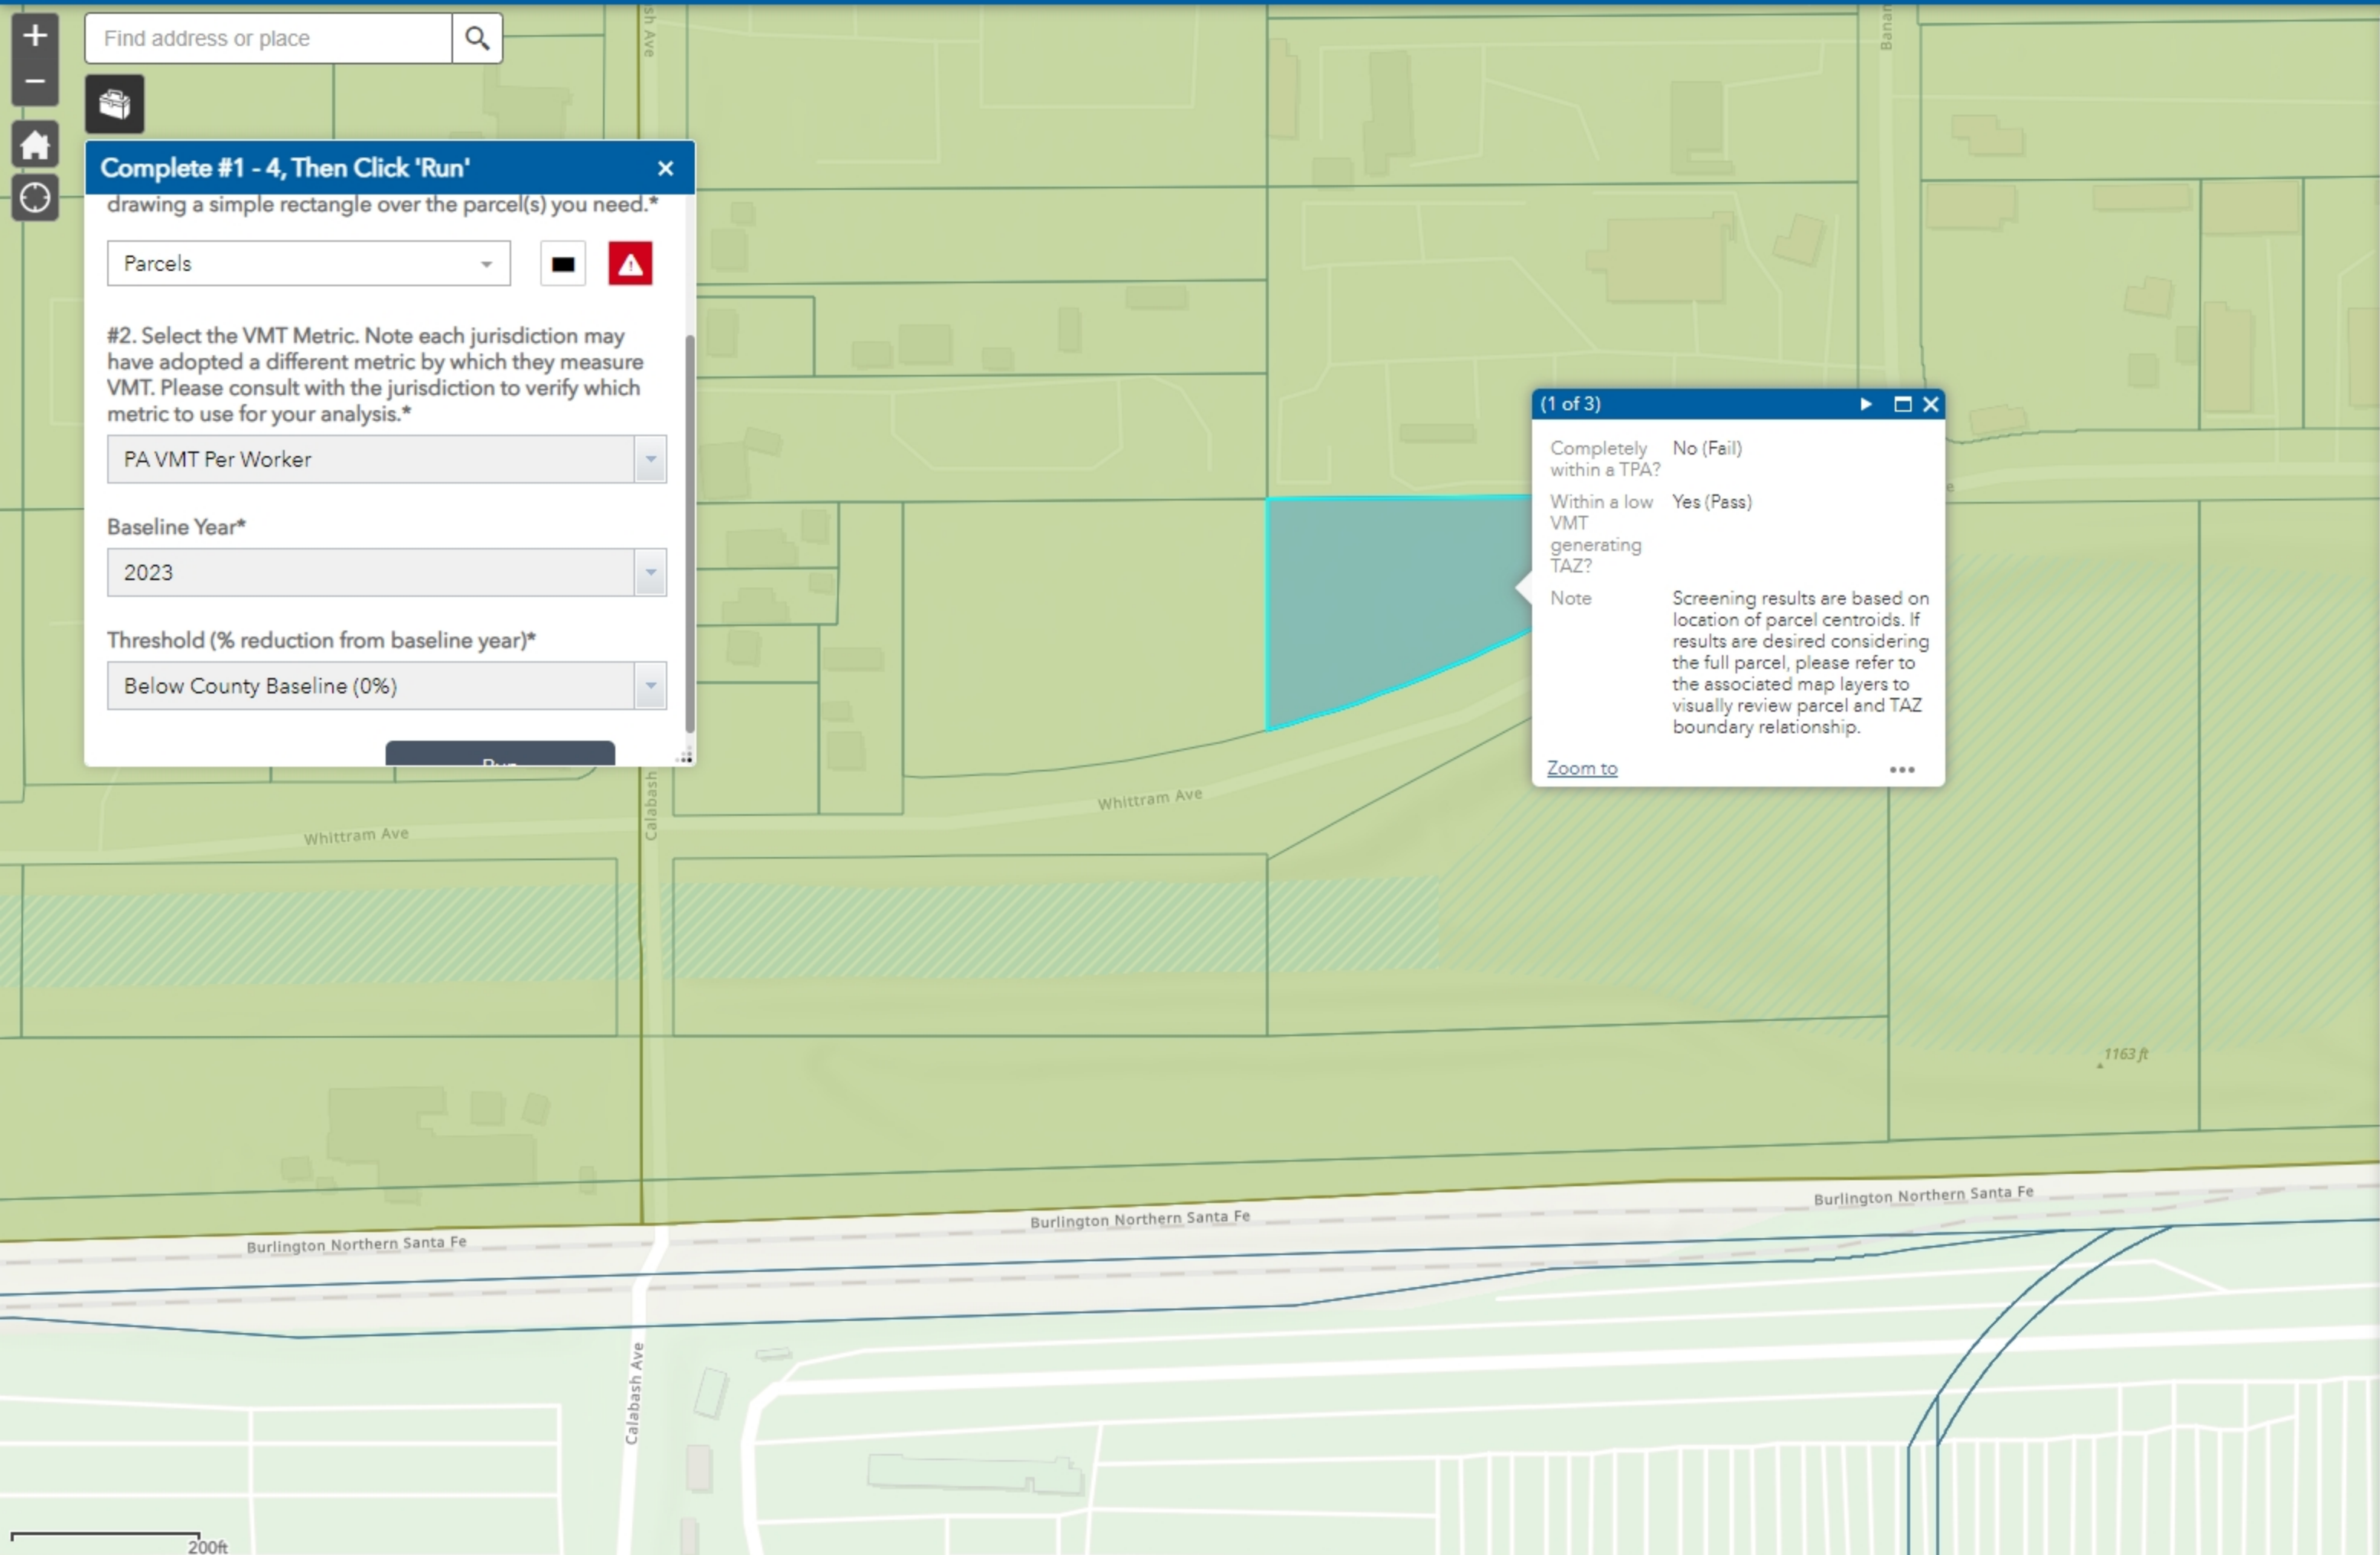 +
Find address or place
−
Complete #1 - 4, Then Click 'Run'
drawing a simple rectangle over the parcel(s) you need.*
Parcels
#2. Select the VMT Metric. Note each jurisdiction may
have adopted a different metric by which they measure
VMT. Please consult with the jurisdiction to verify which
metric to use for your analysis.*
PA VMT Per Worker
Baseline Year*
2023
Threshold (% reduction from baseline year)*
Below County Baseline (0%)
Run
sh Ave
Banan
(1 of 3)
Completely
within a TPA?
No (Fail)
Within a low
VMT
generating
TAZ?
Yes (Pass)
Note
Screening results are based on
location of parcel centroids. If
results are desired considering
the full parcel, please refer to
the associated map layers to
visually review parcel and TAZ
boundary relationship.
Zoom to
e
Whittram Ave
Whittram Ave
Calabash
1163 ft
Burlington Northern Santa Fe
Burlington Northern Santa Fe
Burlington Northern Santa Fe
Calabash Ave
200ft